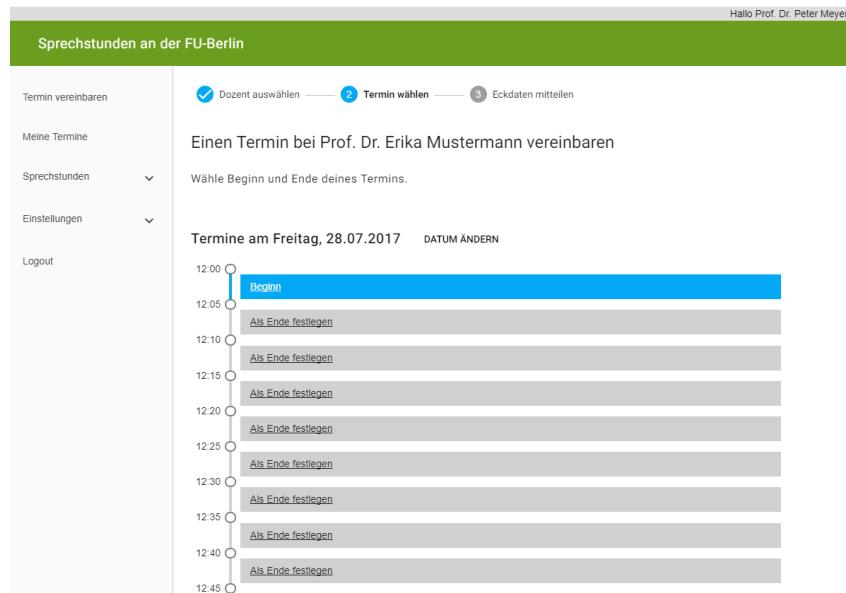 Hallo Prof. Dr. Peter Meyer
Sprechstunden an der FU-Berlin
Termin vereinbaren
Meine Termine
Sprechstunden
Einstellungen
Logout
Dozent auswählen 2 Termin wählen 3 Eckdaten mitteilen
Einen Termin bei Prof. Dr. Erika Mustermann vereinbaren
Wähle Beginn und Ende deines Termins.
Termine am Freitag, 28.07.2017 DATUM ÄNDERN
12:00
Beginn
12:05
Als Ende festlegen
12:10
Als Ende festlegen
12:15
Als Ende festlegen
12:20
Als Ende festlegen
12:25
Als Ende festlegen
12:30
Als Ende festlegen
12:35
Als Ende festlegen
12:40
Als Ende festlegen
12:45